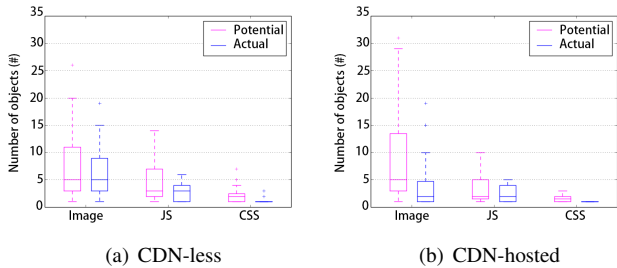 Number of objects (#)
35
30
25
20
15
10
5
0
Potential
Actual
Image JS CSS
(a) CDN-less
Number of objects (#)
35
30
25
20
15
10
5
0
Potential
Actual
Image JS CSS
(b) CDN-hosted